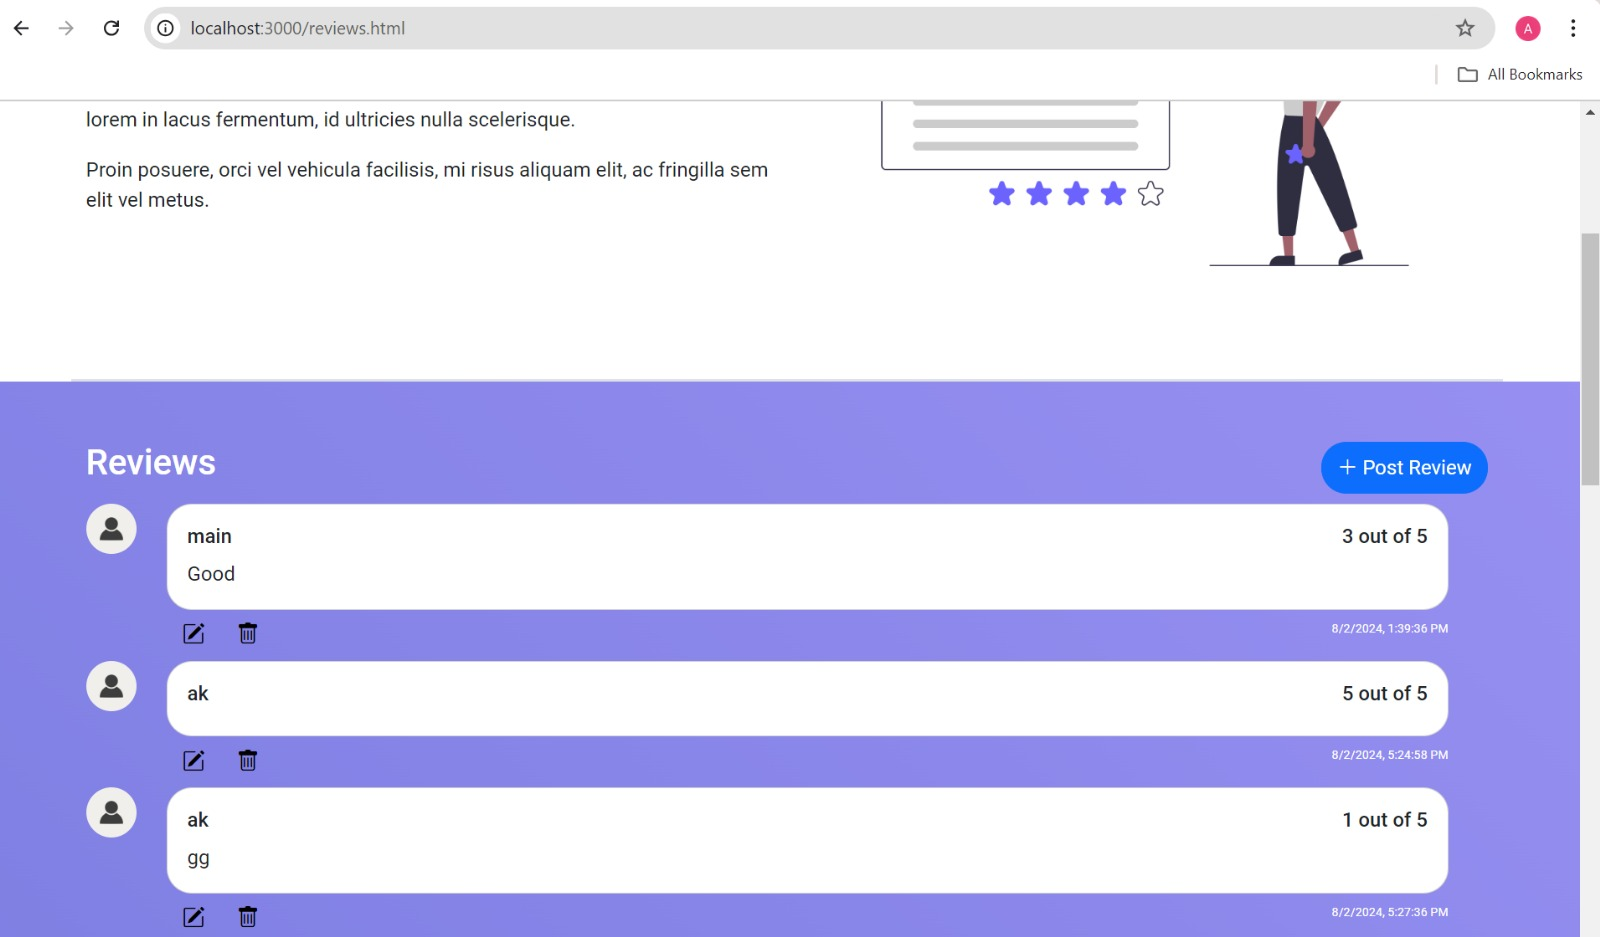 localhost:3000/reviews.html
A
All Bookmarks
lorem in lacus fermentum, id ultricies nulla scelerisque.
Proin posuere, orci vel vehicula facilisis, mi risus aliquam elit, ac fringilla sem
elit vel metus.
Reviews
+ Post Review
main
3 out of 5
Good
8/2/2024, 1:39:36 PM
ak
5 out of 5
8/2/2024, 5:24:58 PM
ak
1 out of 5
gg
8/2/2024, 5:27:36 PM